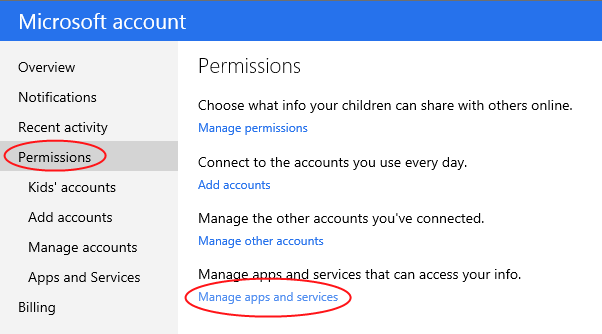 Microsoft account
Overview
Notifications
Recent activity
Permissions
Kids' accounts
Add accounts
Manage accounts
Apps and Services
Billing
Permissions
Choose what info your children can share with others online.
Manage permissions
Connect to the accounts you use every day.
Add accounts
Manage the other accounts you've connected.
Manage other accounts
Manage apps and services that can access your info.
Manage apps and services